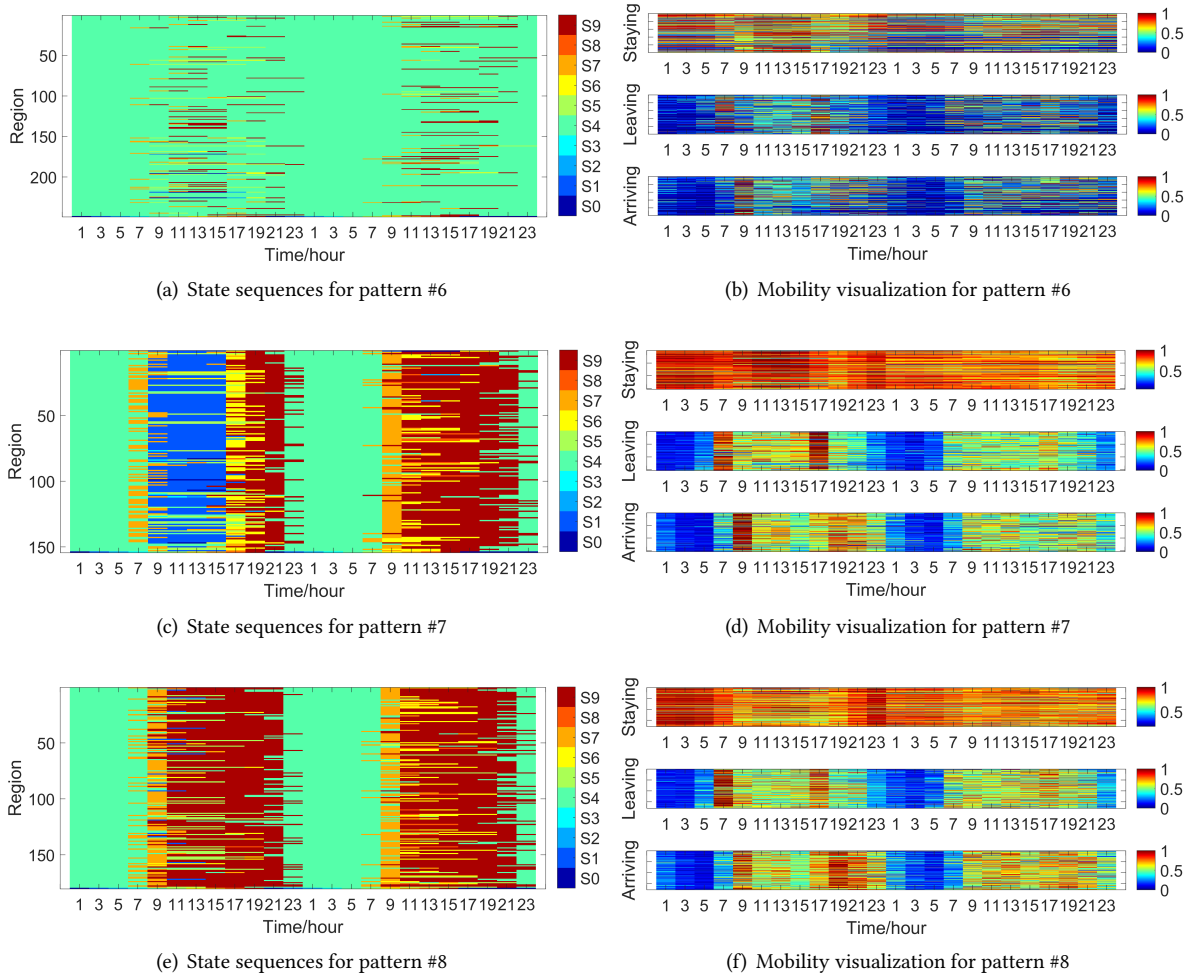 S9
S8
S7
S6
S5
S4
S3
S2
S1
S0
50
100
150
200
Region
1 3 5 7 9 11 13 15 17 19 21 23 1 3 5 7 9 11 13 15 17 19 21 23
Time/hour
(a) State sequences for pattern #6
Staying
1
0.5
0
1 3 5 7 9 11 13 15 17 19 21 23 1 3 5 7 9 11 13 15 17 19 21 23
Leaving
1
0.5
0
1 3 5 7 9 11 13 15 17 19 21 23 1 3 5 7 9 11 13 15 17 19 21 23
Arriving
1
0.5
0
1 3 5 7 9 11 13 15 17 19 21 23 1 3 5 7 9 11 13 15 17 19 21 23
Time/hour
(b) Mobility visualization for pattern #6
S9
S8
S7
S6
S5
S4
S3
S2
S1
S0
50
100
150
Region
1 3 5 7 9 11 13 15 17 19 21 23 1 3 5 7 9 11 13 15 17 19 21 23
Time/hour
(c) State sequences for pattern #7
Staying
1
0.5
1 3 5 7 9 11 13 15 17 19 21 23 1 3 5 7 9 11 13 15 17 19 21 23
Leaving
1
0.5
0
1 3 5 7 9 11 13 15 17 19 21 23 1 3 5 7 9 11 13 15 17 19 21 23
Arriving
1
0.5
0
1 3 5 7 9 11 13 15 17 19 21 23 1 3 5 7 9 11 13 15 17 19 21 23
Time/hour
(d) Mobility visualization for pattern #7
S9
S8
S7
S6
S5
S4
S3
S2
S1
S0
50
100
150
Region
1 3 5 7 9 11 13 15 17 19 21 23 1 3 5 7 9 11 13 15 17 19 21 23
Time/hour
(e) State sequences for pattern #8
Staying
1
0.5
1 3 5 7 9 11 13 15 17 19 21 23 1 3 5 7 9 11 13 15 17 19 21 23
Leaving
1
0.5
0
1 3 5 7 9 11 13 15 17 19 21 23 1 3 5 7 9 11 13 15 17 19 21 23
Arriving
1
0.5
0
1 3 5 7 9 11 13 15 17 19 21 23 1 3 5 7 9 11 13 15 17 19 21 23
Time/hour
(f) Mobility visualization for pattern #8